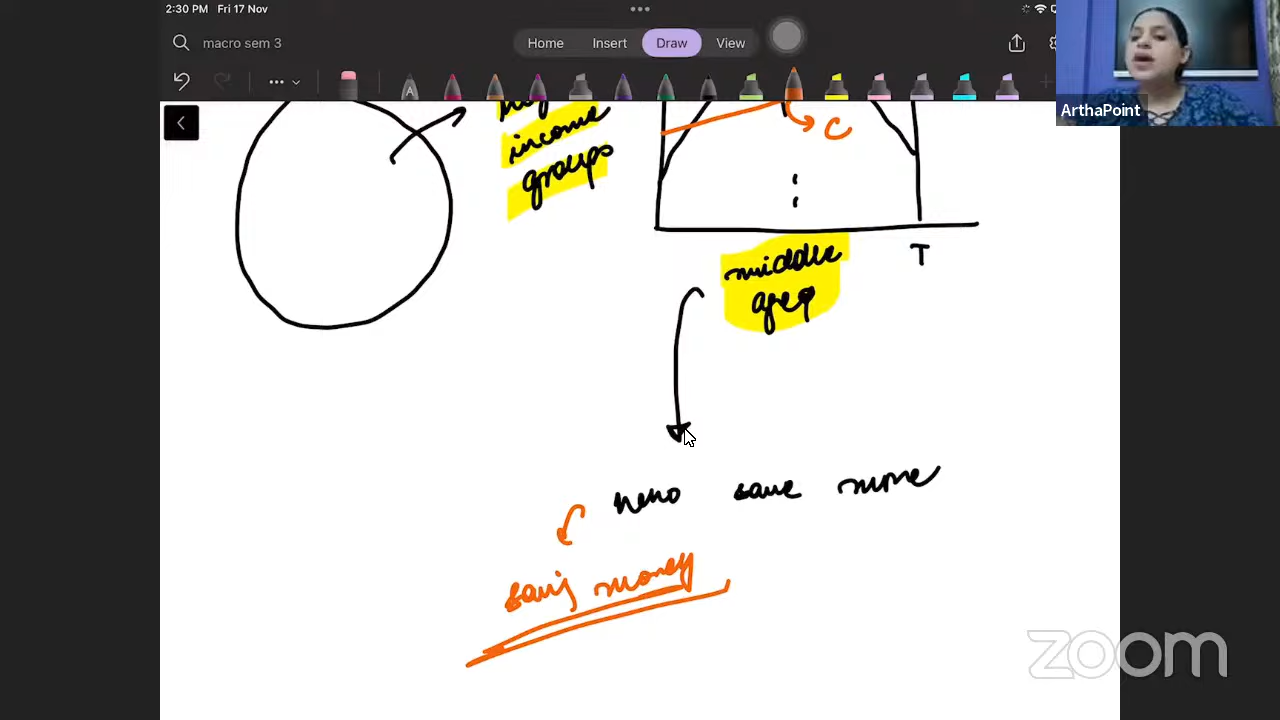 2:30 PM Fri 17 Nov
macro sem 3
Home Insert Draw View
A
ArthaPoint
income
groups
C
T
middle
save more
saving money
zoom